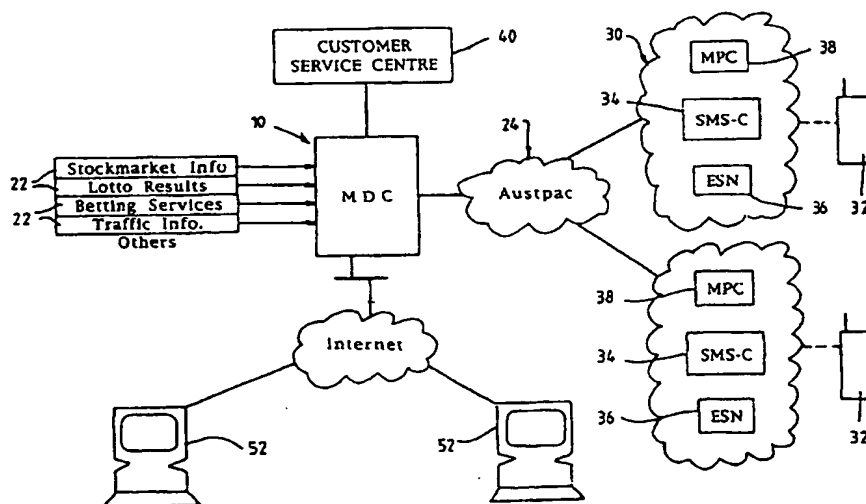 CUSTOMER
SERVICE CENTRE
40
10
MDC
22
Stockmarket Info
Lotto Results
22
Betting Services
22
Traffic Info.
Others
24
Austpac
30
MPC
38
34
SMS-C
ESN
36
32
38
MPC
34
SMS-C
36
ESN
32
Internet
52
52